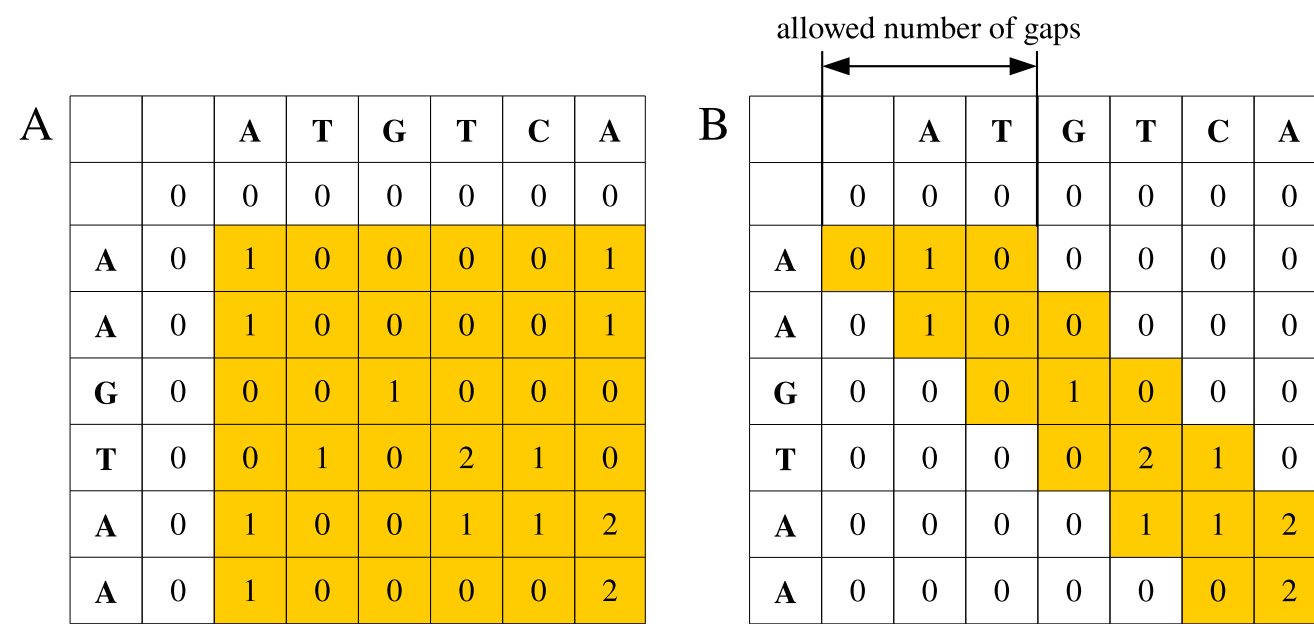 allowed number of gaps
A
A T G T C A
0 0 0 0 0 0 0
A 0 1 0 0 0 0 1
A 0 1 0 0 0 0 1
G 0 0 0 1 0 0 0
T 0 0 1 0 2 1 0
A 0 1 0 0 1 1 2
A 0 1 0 0 0 0 2
B
A T G T C A
0 0 0 0 0 0 0
A 0 1 0 0 0 0 0
A 0 1 0 0 0 0 0
G 0 0 0 1 0 0 0
T 0 0 0 0 2 1 0
A 0 0 0 0 1 1 2
A 0 0 0 0 0 0 2